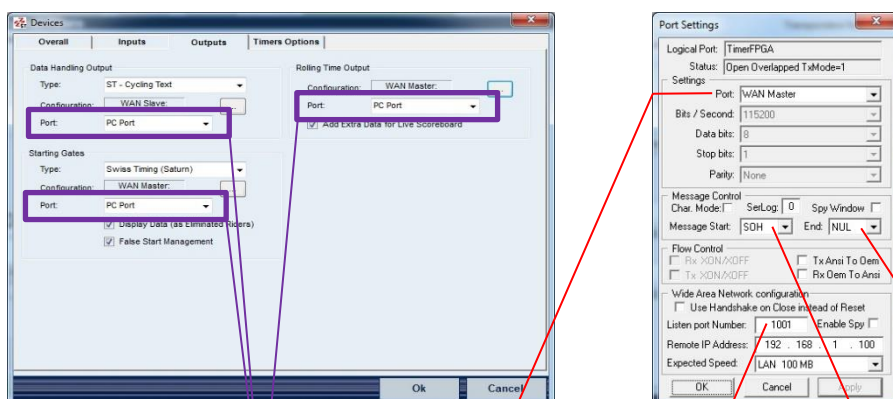 Devices
Overall Inputs Outputs Timers Options
Data Handling Output
Type: ST - Cycling Text
Configuration: WAN Slave: ...
Port: PC Port
Starting Gates
Type: Swiss Timing (Saturn)
Configuration: WAN Master: ...
Port: PC Port
Display Data (as Eliminated Riders)
False Start Management
Rolling Time Output
Configuration: WAN Master: ...
Port: PC Port
Add Extra Data for Live Scoreboard
Ok Cancel
Port Settings
Logical Port: TimerFPGA
Status: Open Overlapped TxMode=1
Settings
Port: WAN Master
Bits / Second: 115200
Data bits: 8
Stop bits: 1
Parity: None
Message Control
Char. Mode: SerLog: 0 Spy Window
Message Start: SOH End: NUL
Flow Control
Rx XON/XOFF Tx Ansi To Oem
Tx XON/XOFF Rx Oem To Ansi
Wide Area Network configuration
Use Handshake on Close instead of Reset
Listen port Number: 1001 Enable Spy
Remote IP Address: 192 . 168 . 1 . 100
Expected Speed: LAN 100 MB
OK Cancel Apply